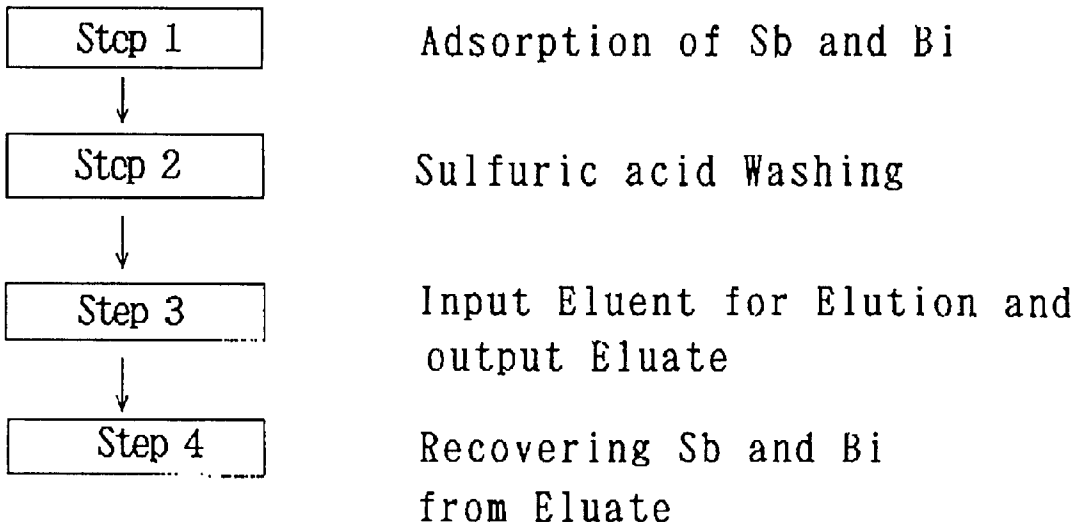 Step 1 Adsorption of Sb and Bi
Step 2 Sulfuric acid Washing
Step 3 Input Eluent for Elution and
output Eluate
Step 4 Recovering Sb and Bi
from Eluate